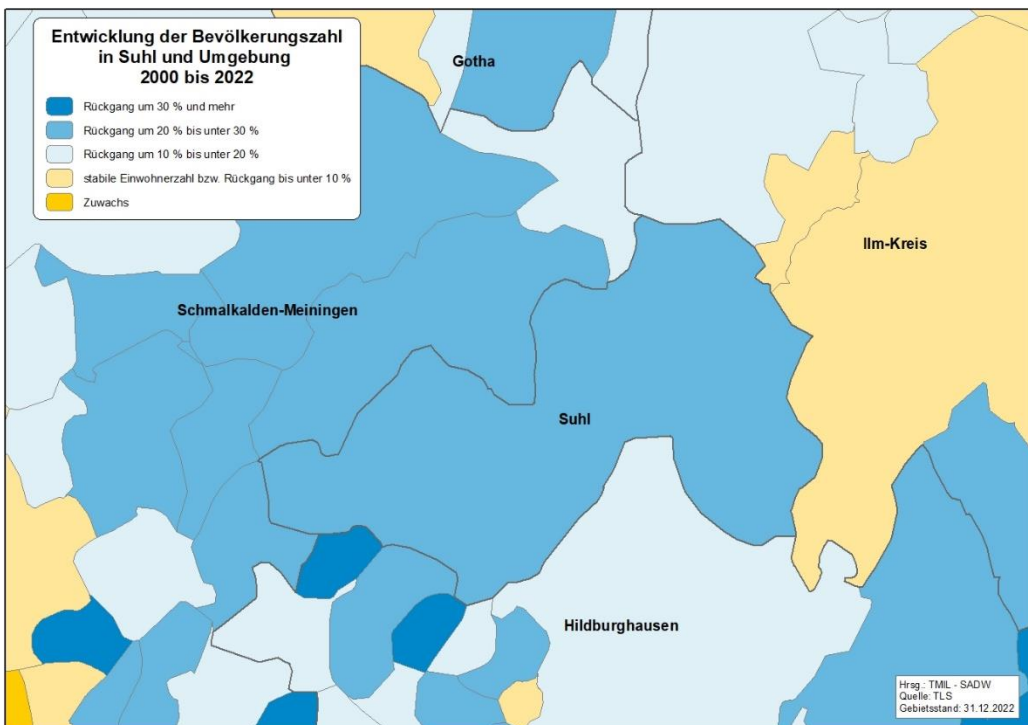 Entwicklung der Bevölkerungszahl
in Suhl und Umgebung
2000 bis 2022
Rückgang um 30 % und mehr
Rückgang um 20 % bis unter 30 %
Rückgang um 10 % bis unter 20 %
stabile Einwohnerzahl bzw. Rückgang bis unter 10 %
Zuwachs
Gotha
Ilm-Kreis
Schmalkalden-Meiningen
Suhl
Hildburghausen
Hrsg.: TMIL - SADW
Quelle: TLS
Gebietsstand: 31.12.2022